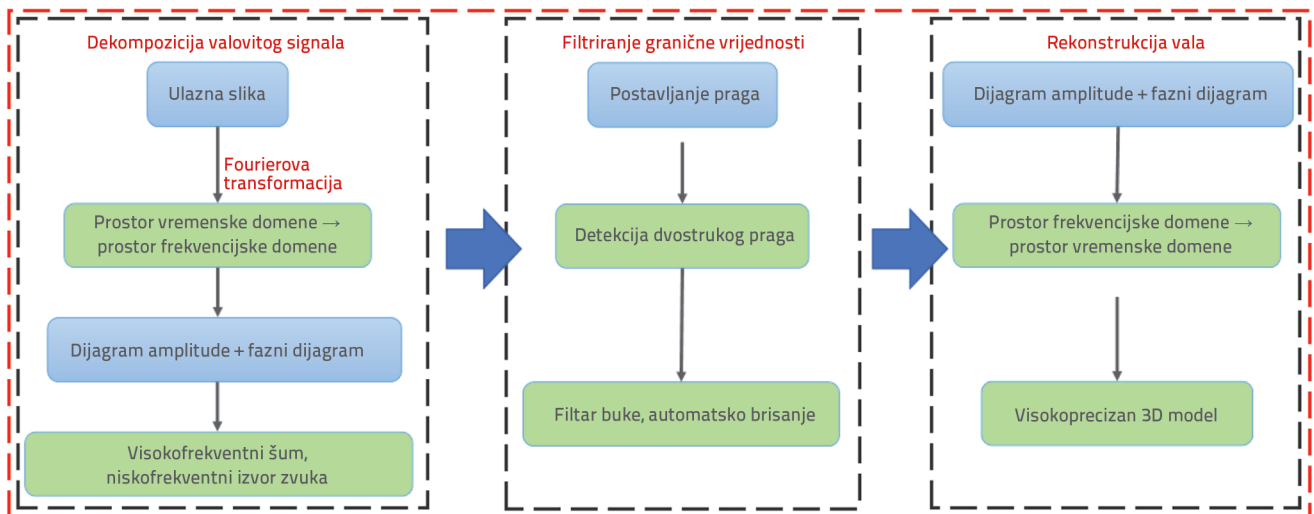 Dekompozicija valovitog signala
Ulazna slika
Fourierova
transformacija
Prostor vremenske domene →
prostor frekvencijske domene
Dijagram amplitude + fazni dijagram
Visokofrekventni šum,
niskofrekventni izvor zvuka
Filtriranje granične vrijednosti
Postavljanje praga
Detekcija dvostrukog praga
Filtar buke, automatsko brisanje
Rekonstrukcija vala
Dijagram amplitude + fazni dijagram
Prostor frekvencijske domene →
prostor vremenske domene
Visokoprecizan 3D model